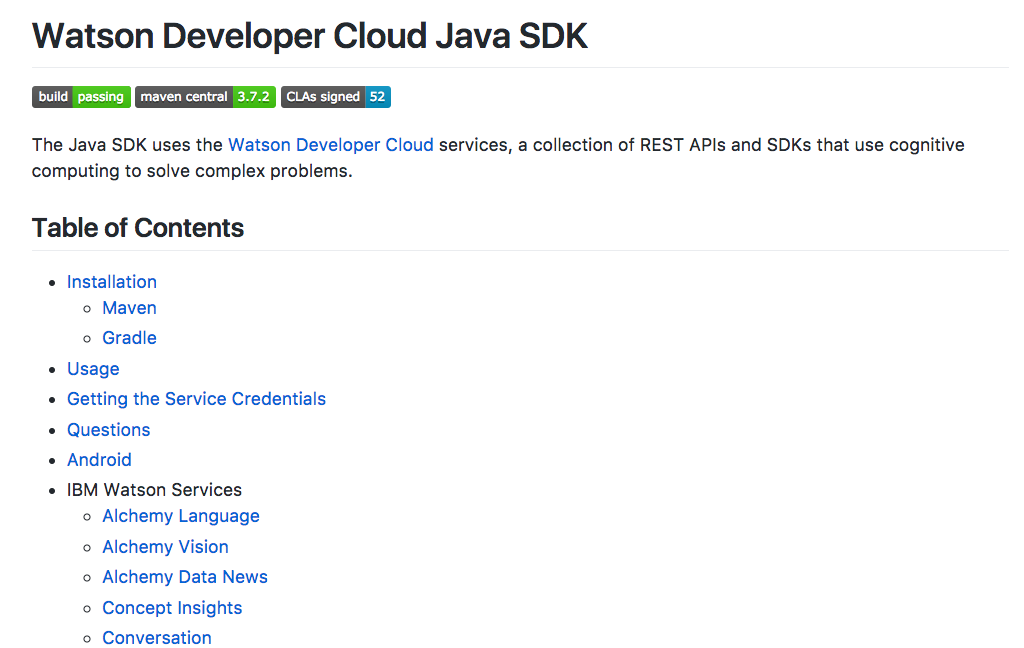 Watson Developer Cloud Java SDK
build passing maven central 3.7.2 CLAs signed 52
The Java SDK uses the Watson Developer Cloud services, a collection of REST APIs and SDKs that use cognitive
computing to solve complex problems.
Table of Contents
Installation
Maven
Gradle
Usage
Getting the Service Credentials
Questions
Android
IBM Watson Services
Alchemy Language
Alchemy Vision
Alchemy Data News
Concept Insights
Conversation